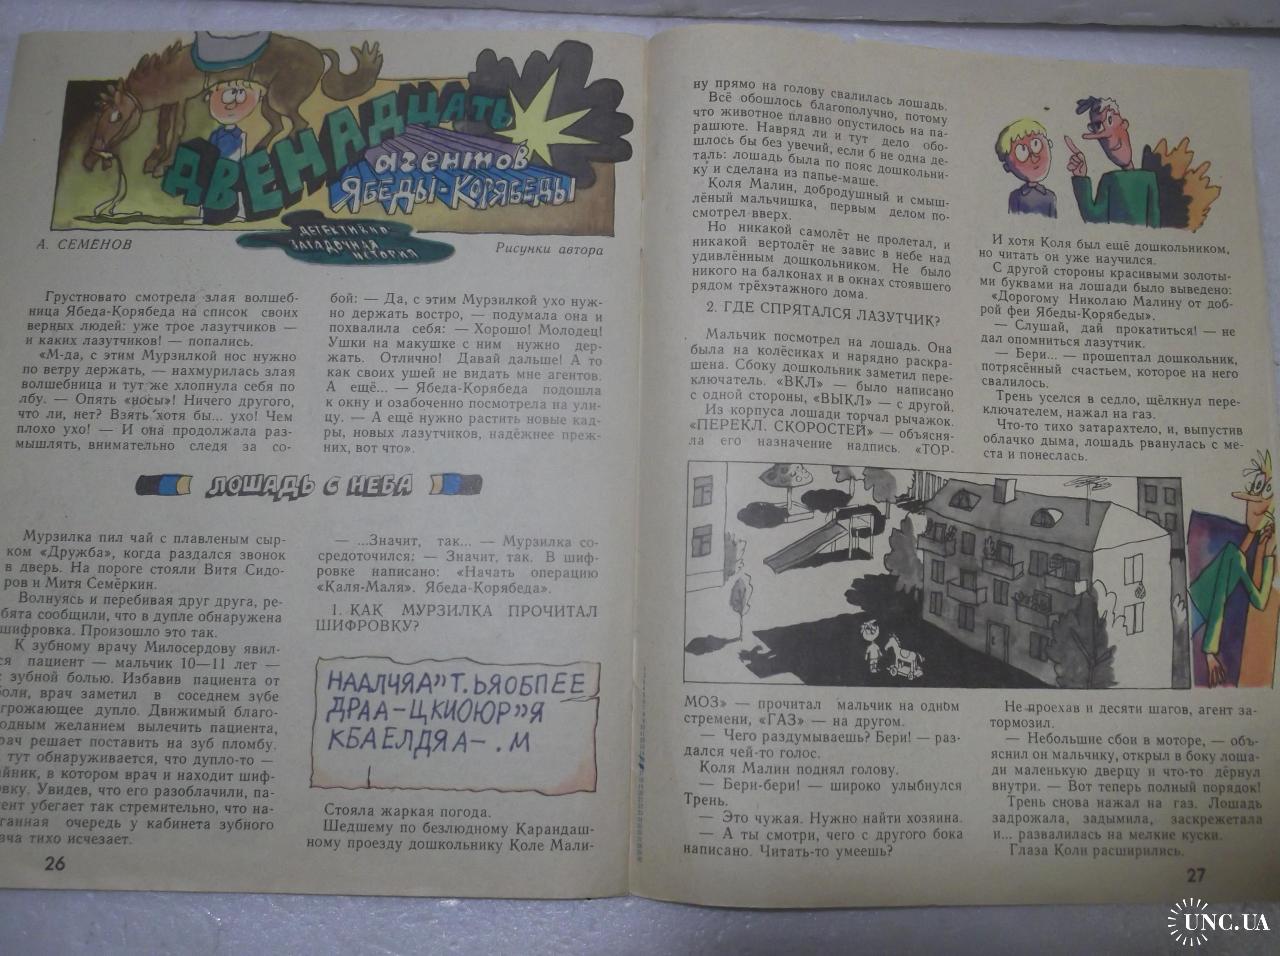 ДВЕНАДЦАТЬ
агентов
ЯБЕДЫ-КОРЯБЕДЫ
ДЕТЕКТИВНО-
ЗАГАДОЧНАЯ
ИСТОРИЯ
А. СЕМЕНОВ
Рисунки автора
Грустновато смотрела злая волшеб-
ница Ябеда-Корябеда на список своих
верных людей: уже трое лазутчиков —
и каких лазутчиков! — попались.
«М-да, с этим Мурзилкой нос нужно
по ветру держать, — нахмурилась злая
волшебница и тут же хлопнула себя по
лбу. — Опять «носы»! Ничего другого,
что ли, нет? Взять хотя бы... ухо! Чем
плохо ухо! — И она продолжала раз-
мышлять, внимательно следя за со-
бой: — Да, с этим Мурзилкой ухо нуж-
но держать востро, — подумала она и
похвалила себя: — Хорошо! Молодец!
Ушки на макушке с ним нужно дер-
жать. Отлично! Давай дальше! А то
как своих ушей не видать мне агентов.
А ещё... — Ябеда-Корябеда подошла
к окну и озабоченно посмотрела на ули-
цу. — А ещё нужно растить новые кад-
ры, новых лазутчиков, надёжнее преж-
них, вот что».
ЛОШАДЬ С НЕБА
Мурзилка пил чай с плавленым сыр-
ком «Дружба», когда раздался звонок
в дверь. На пороге стояли Витя Сидо-
ров и Митя Семёркин.
Волнуясь и перебивая друг друга, ре-
бята сообщили, что в дупле обнаружена
шифровка. Произошло это так.
К зубному врачу Милосердову явил-
ся пациент — мальчик 10—11 лет —
с зубной болью. Избавив пациента от
боли, врач заметил в соседнем зубе
угрожающее дупло. Движимый благо-
родным желанием вылечить пациента,
врач решает поставить на зуб пломбу.
тут обнаруживается, что дупло-то —
тайник, в котором врач и находит шиф-
ровку. Увидев, что его разоблачили, па-
циент убегает так стремительно, что на-
пуганная очередь у кабинета зубного
врача тихо исчезает.
— ...Значит, так... — Мурзилка со-
средоточился: — Значит, так. В шиф-
ровке написано: «Начать операцию
«Каля-Маля». Ябеда-Корябеда».
1. КАК МУРЗИЛКА ПРОЧИТАЛ
ШИФРОВКУ?
НААЛЧЯА”Т.ЬЯОБПЕЕ
ДРАА-ЦКИОЮР”Я
КБАЕЛДЯА-.М
Стояла жаркая погода.
Шедшему по безлюдному Карандаш-
ному проезду дошкольнику Коле Мали-
26
ну прямо на голову свалилась лошадь.
Всё обошлось благополучно, потому
что животное плавно опустилось на па-
рашюте. Навряд ли и тут дело обо-
шлось бы без увечий, если б не одна де-
таль: лошадь была по пояс дошкольни-
ку и сделана из папье-маше.
Коля Малин, добродушный и смыш-
лёный мальчишка, первым делом по-
смотрел вверх.
Но никакой самолёт не пролетал, и
никакой вертолёт не завис в небе над
удивлённым дошкольником. Не было
никого на балконах и в окнах стоявшего
рядом трёхэтажного дома.
2. ГДЕ СПРЯТАЛСЯ ЛАЗУТЧИК?
Мальчик посмотрел на лошадь. Она
была на колёсиках и нарядно раскра-
шена. Сбоку дошкольник заметил пере-
ключатель. «ВКЛ» — было написано
с одной стороны, «ВЫКЛ» — с другой.
Из корпуса лошади торчал рычажок.
«ПЕРЕКЛ. СКОРОСТЕЙ» — объясня-
ла его назначение надпись. «ТОР-
И хотя Коля был ещё дошкольником,
но читать он уже научился.
С другой стороны красивыми золоты-
ми буквами на лошади было выведено:
«Дорогому Николаю Малину от доб-
рой феи Ябеды-Корябеды».
— Слушай, дай прокатиться! — не
дал опомниться лазутчик.
— Бери... — прошептал дошкольник,
потрясённый счастьем, которое на него
свалилось.
Трень уселся в седло, щёлкнул пере-
ключателем, нажал на газ.
Что-то тихо затарахтело, и, выпустив
облачко дыма, лошадь рванулась с ме-
ста и понеслась.
МОЗ» — прочитал мальчик на одном
стремени, «ГАЗ» — на другом.
— Чего раздумываешь? Бери! — раз-
дался чей-то голос.
Коля Малин поднял голову.
— Бери-бери! — широко улыбнулся
Трень.
— Это чужая. Нужно найти хозяина.
— А ты смотри, чего с другого бока
написано. Читать-то умеешь?
Не проехав и десяти шагов, агент за-
тормозил.
— Небольшие сбои в моторе, — объ-
яснил он мальчику, открыл в боку лоша-
ди маленькую дверцу и что-то дёрнул
внутри. — Вот теперь полный порядок!
Трень снова нажал на газ. Лошадь
задрожала, задымила, заскрежетала
и... развалилась на мелкие куски.
Глаза Коли расширились.
27
UNC.UA